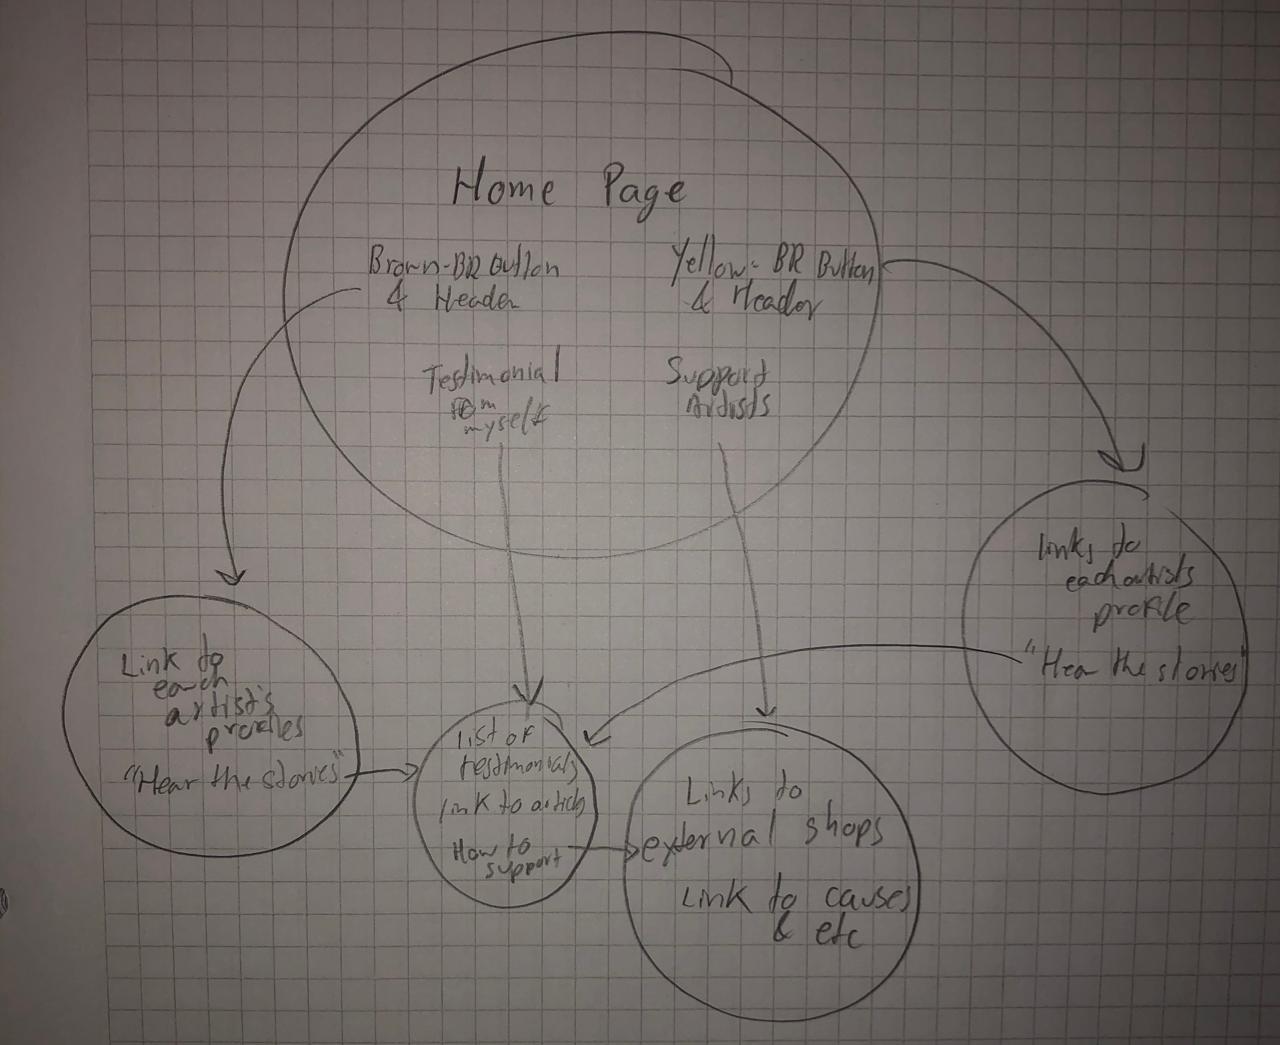 Home Page
Brown-BR Button
& Header
Yellow-BR Button
& Header
Testimonial
from
myself
Support
Artists
Link to
each
artist's
profiles
"Hear the stories"
list of
testimonials
link to articles
How to
support
Links to
external shops
Link to causes
& etc
links to
each artists
profile
"Hear the stories"